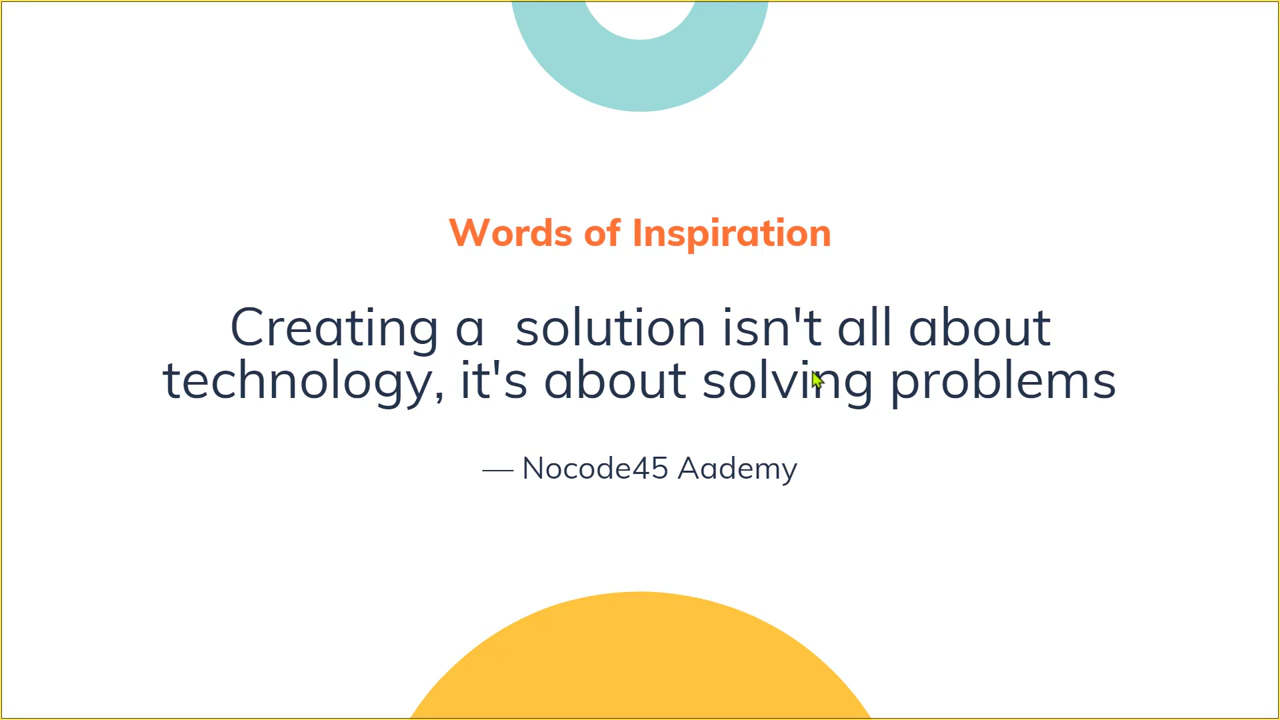 Words of Inspiration
Creating a  solution isn't all about
technology, it's about solving problems
— Nocode45 Aademy